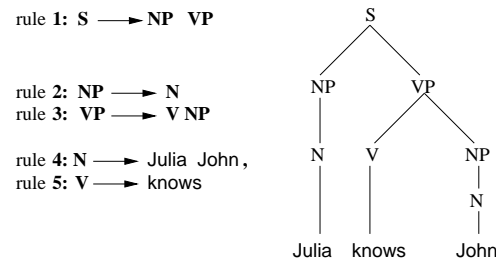 rule 1: S → NP VP
rule 2: NP → N
rule 3: VP → V NP
rule 4: N → Julia John,
rule 5: V → knows
S
NP VP
N V NP
N
Julia knows John